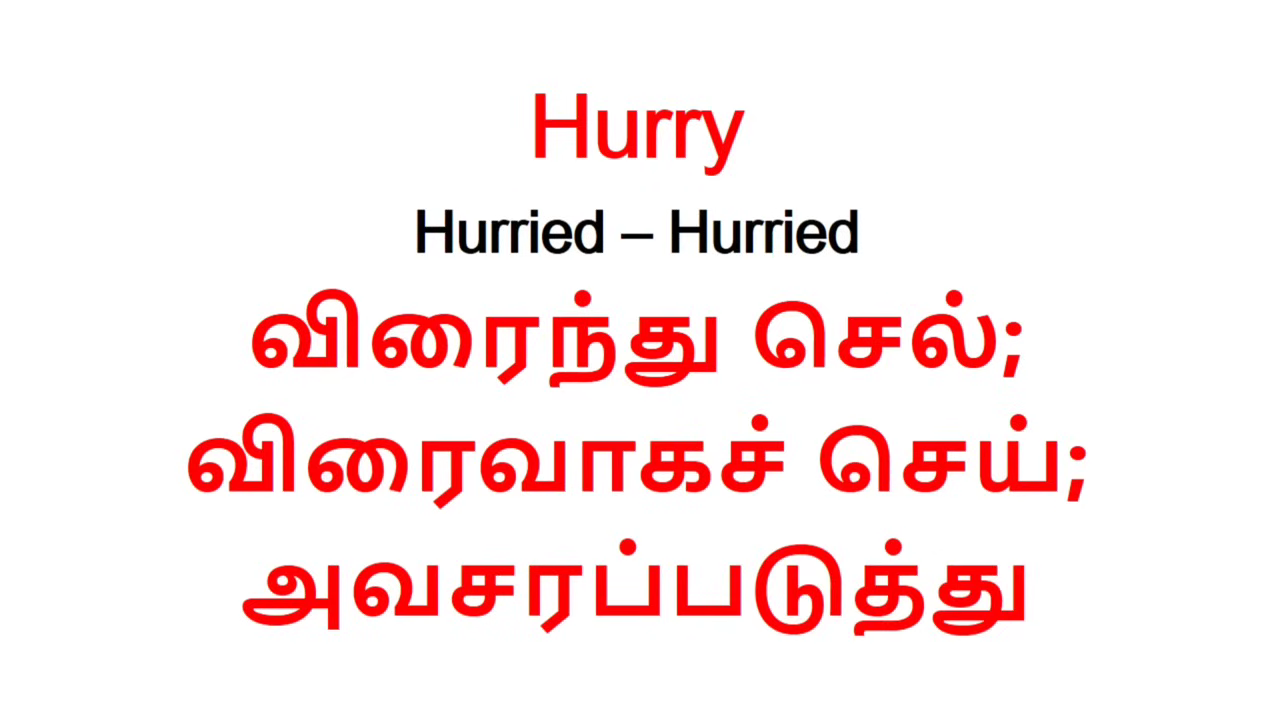 Hurry
Hurried – Hurried
விரைந்து செல்;
விரைவாகச் செய்;
அவசரப்படுத்து